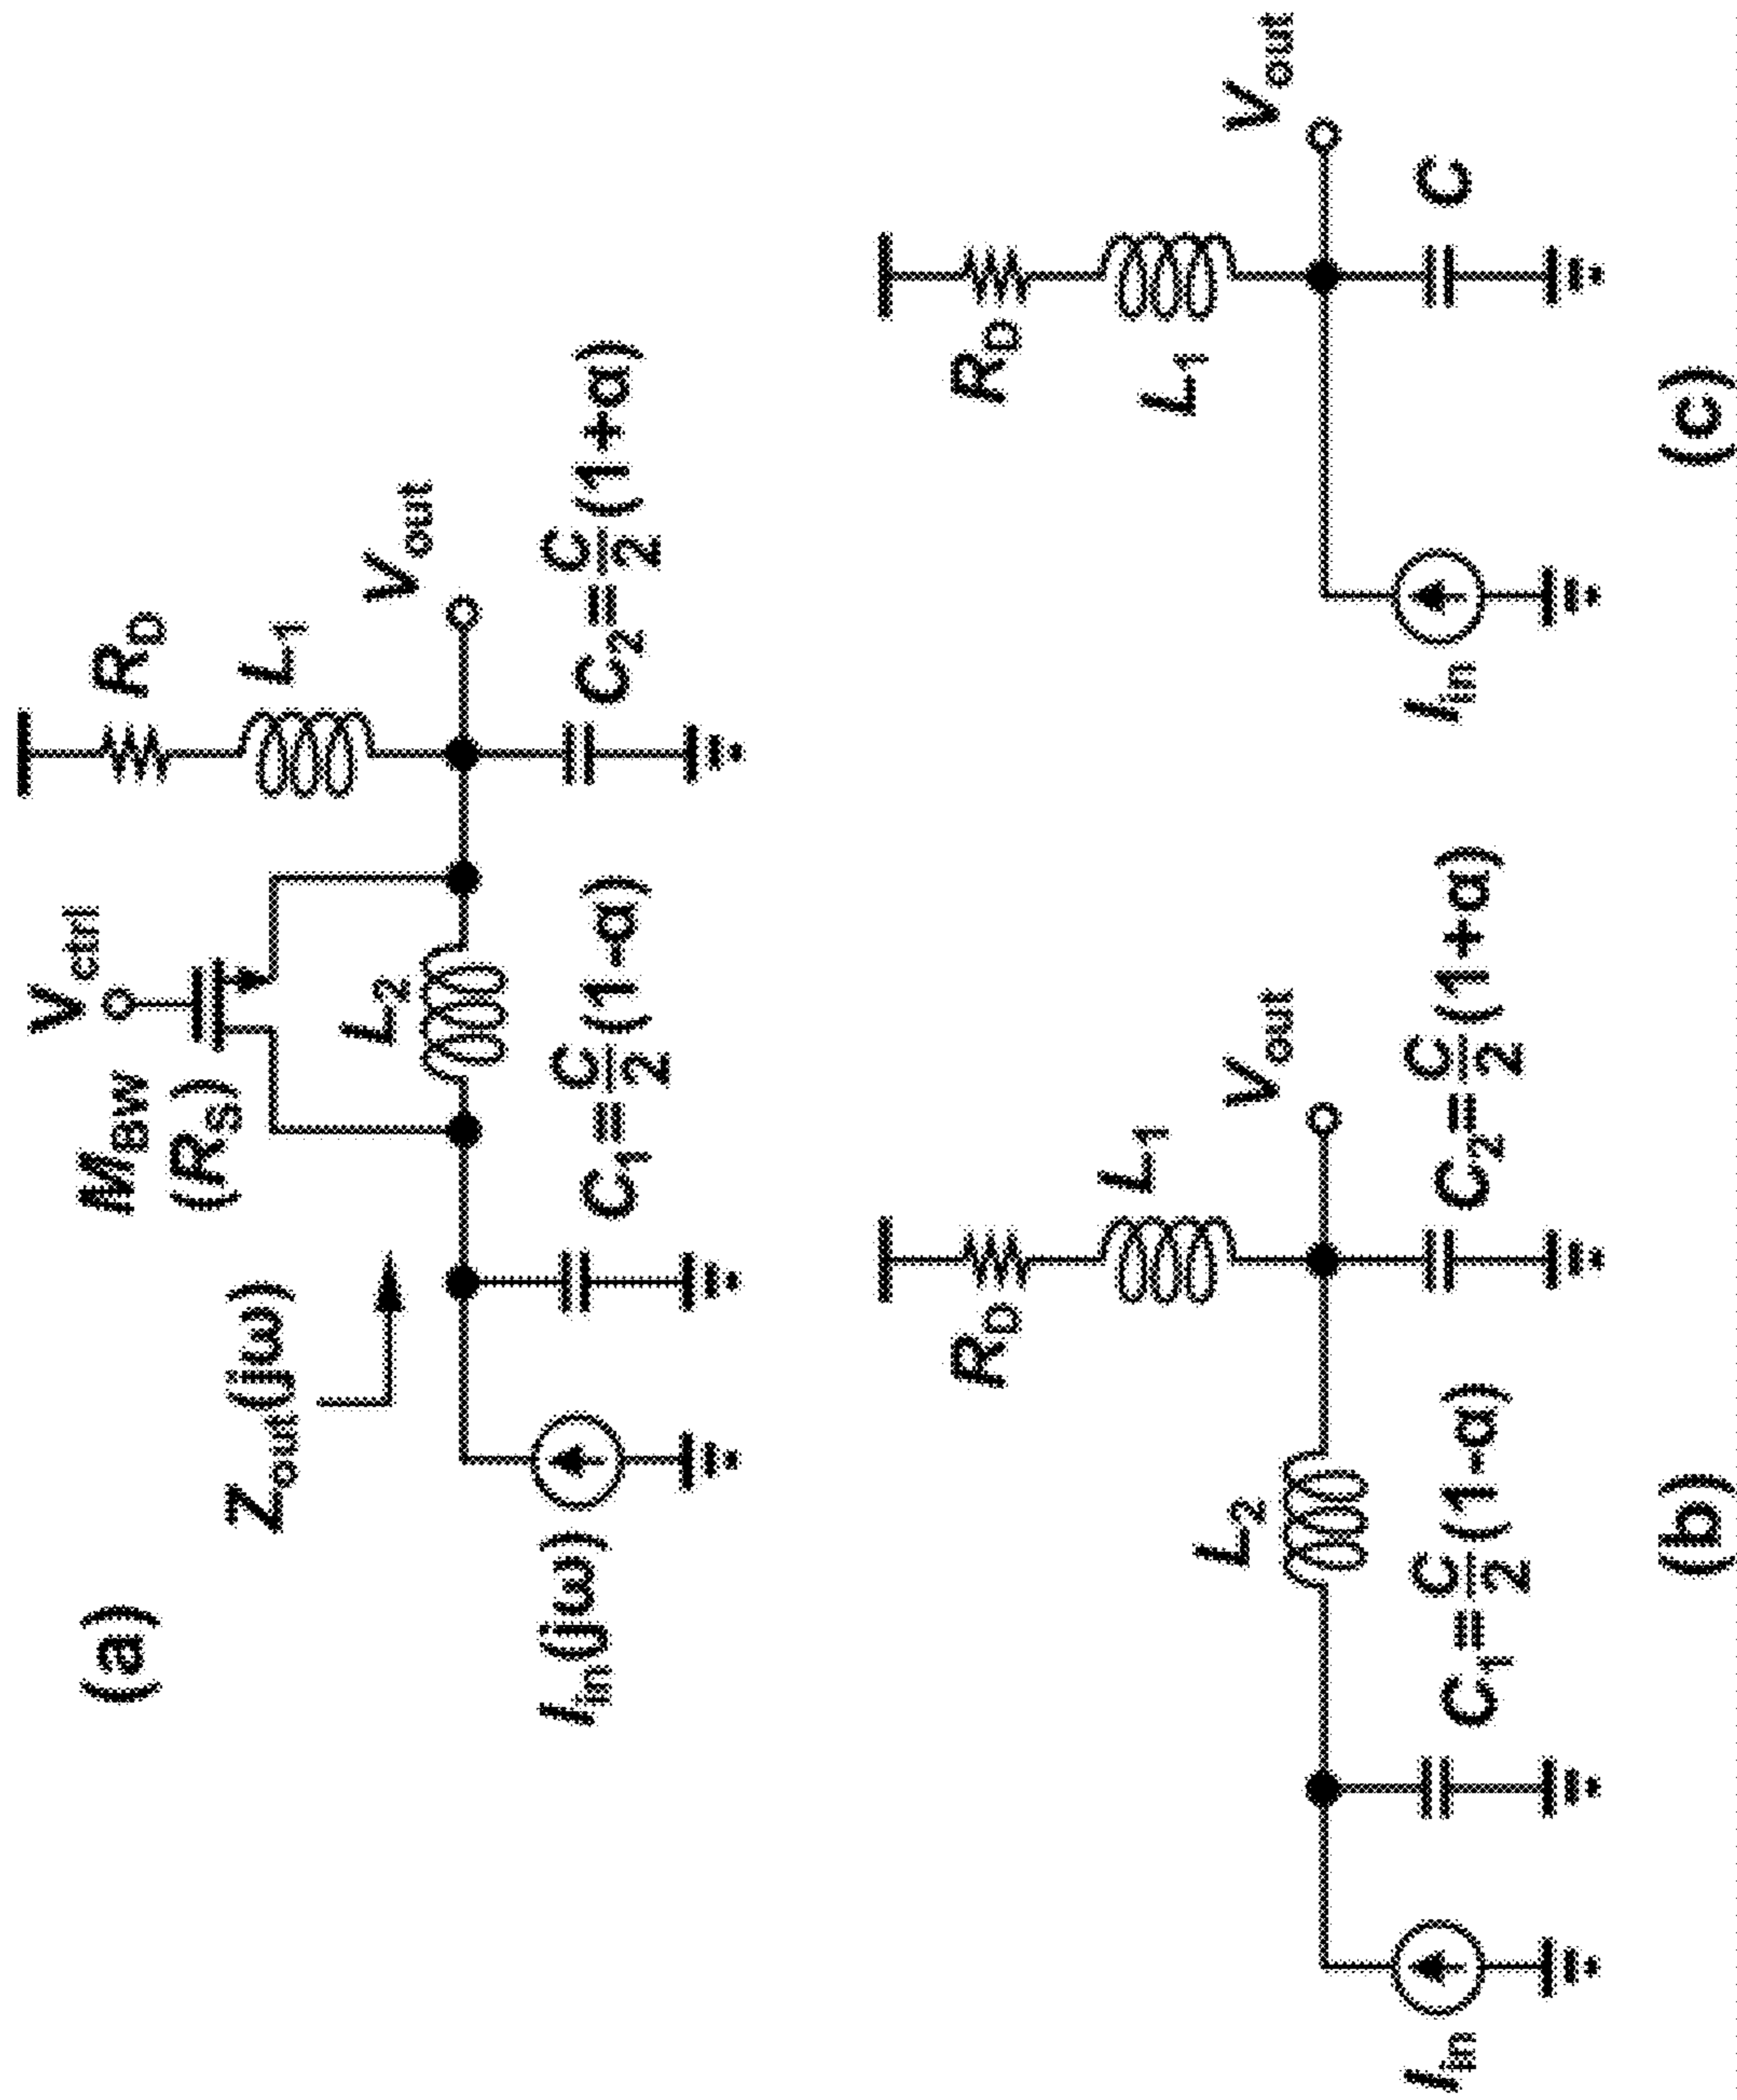 (a)
V_ctrl
M_BW
(R_S)
R_D
L_1
Z_out(jω)
L_2
V_out
I_in(jω)
C_1=C/2(1-α)
C_2=C/2(1+α)
R_D
L_1
L_2
V_out
I_in
C_1=C/2(1-α)
C_2=C/2(1+α)
(b)
R_D
L_1
V_out
I_in
C
(c)